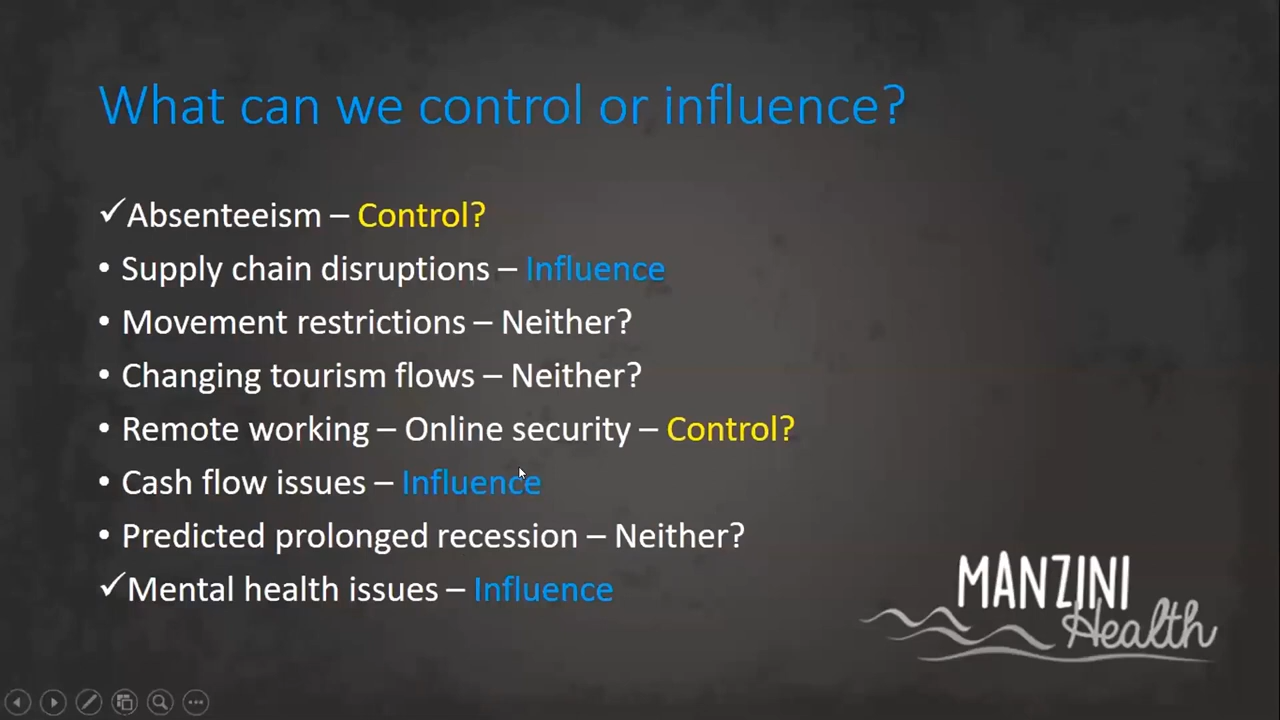 What can we control or influence?
✓Absenteeism – Control?
• Supply chain disruptions – Influence
• Movement restrictions – Neither?
• Changing tourism flows – Neither?
• Remote working – Online security – Control?
• Cash flow issues – Influence
• Predicted prolonged recession – Neither?
✓Mental health issues – Influence
MANZINI
Health